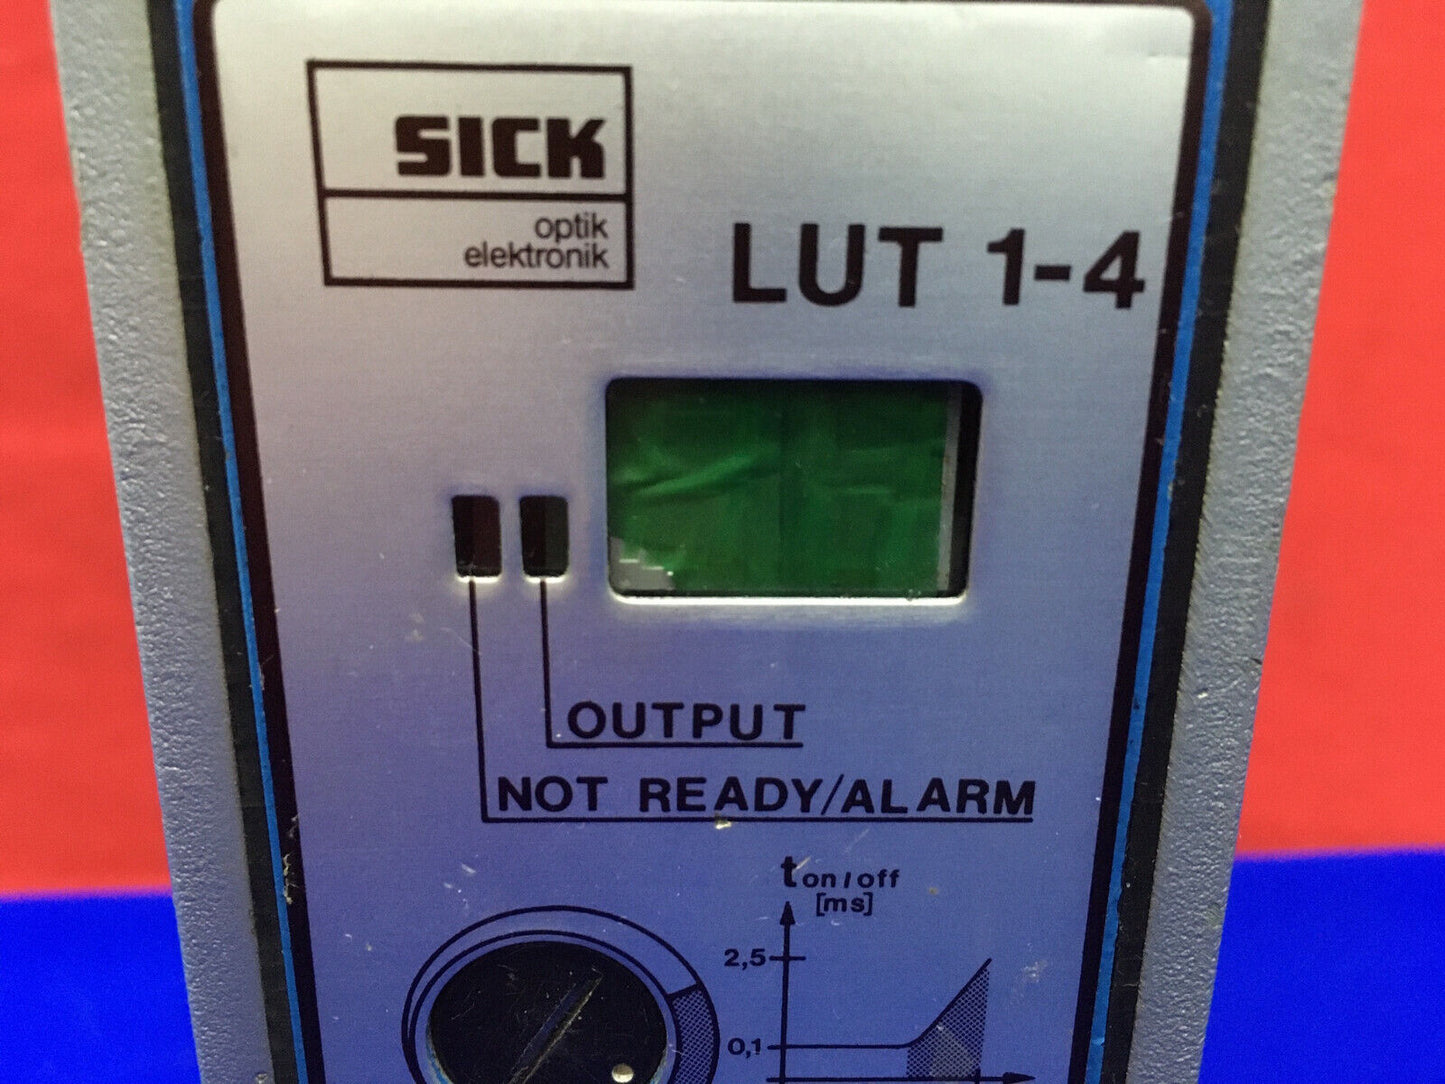 SICK
optik
elektronik
LUT 1-4
OUTPUT
NOT READY/ALARM
ton/off
[ms]
2,5
0,1